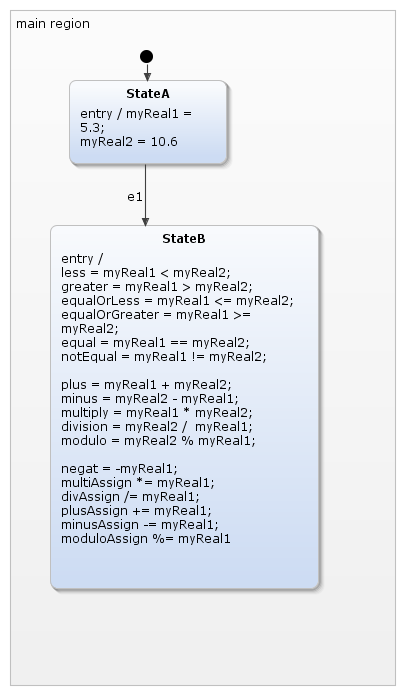 main region
StateA
entry / myReal1 =
5.3;
myReal2 = 10.6
e1
StateB
entry /
less = myReal1 < myReal2;
greater = myReal1 > myReal2;
equalOrLess = myReal1 <= myReal2;
equalOrGreater = myReal1 >=
myReal2;
equal = myReal1 == myReal2;
notEqual = myReal1 != myReal2;
plus = myReal1 + myReal2;
minus = myReal2 - myReal1;
multiply = myReal1 * myReal2;
division = myReal2 /  myReal1;
modulo = myReal2 % myReal1;
negat = -myReal1;
multiAssign *= myReal1;
divAssign /= myReal1;
plusAssign += myReal1;
minusAssign -= myReal1;
moduloAssign %= myReal1